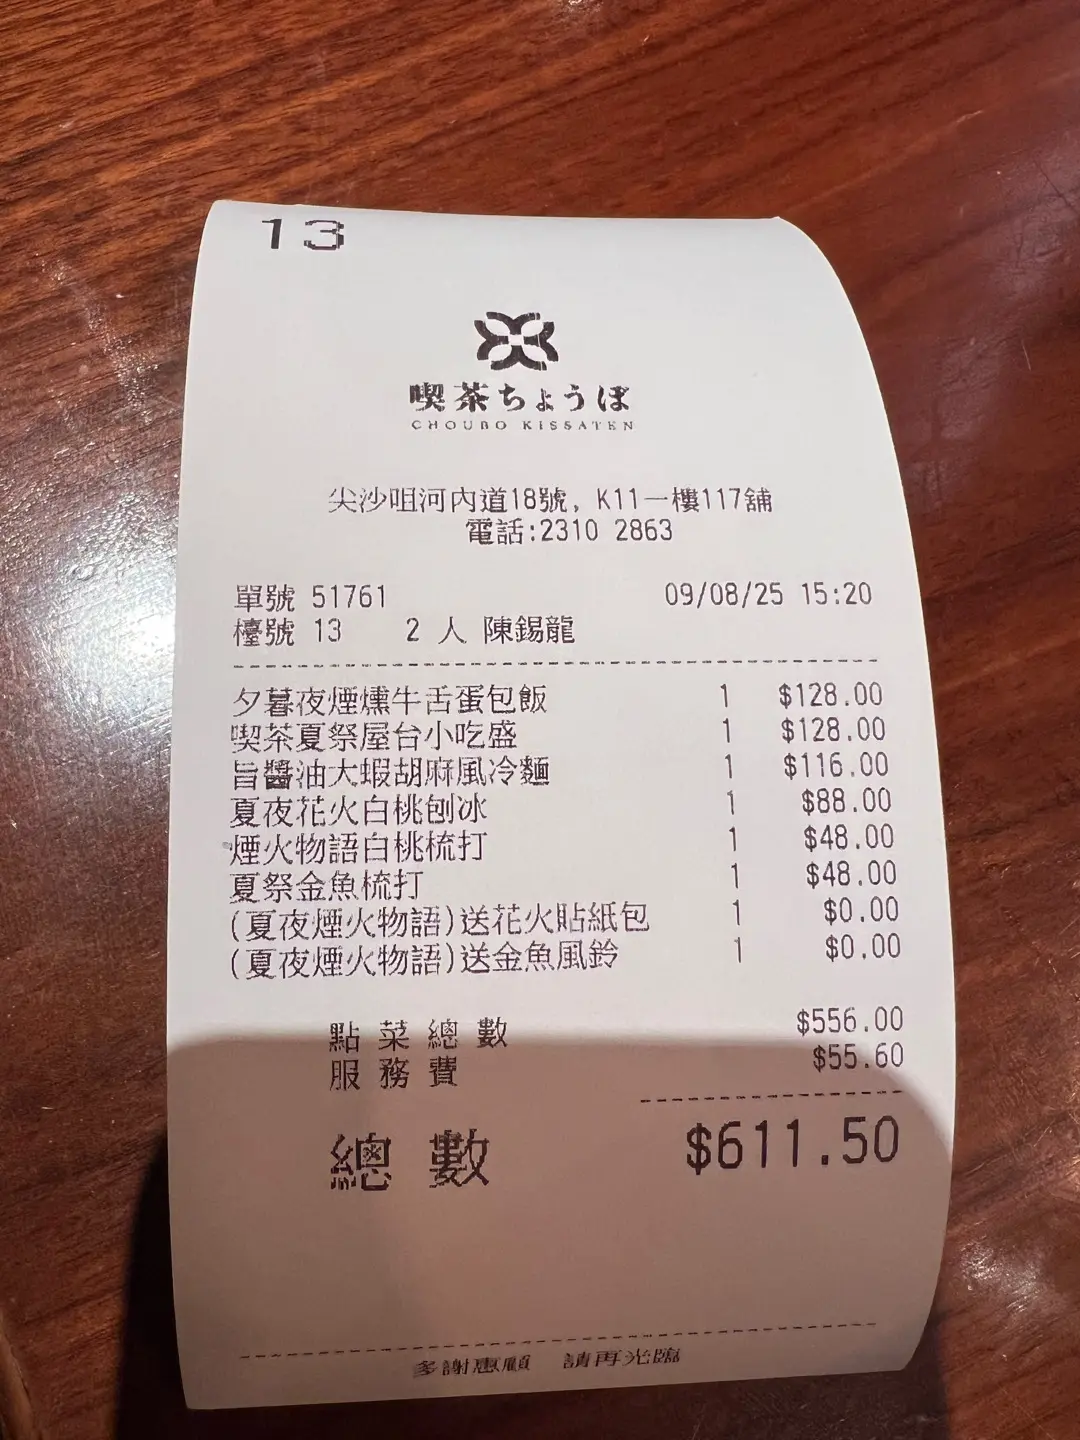 13
喫茶ちょうぼ
CHOUBO KISSATEN
尖沙咀河內道18號, K11一樓117舖
電話:2310 2863
單號 51761 09/08/25 15:20
檯號 13 2 人 陳錫龍
夕暮夜煙燻牛舌蛋包飯 1 $128.00
喫茶夏祭屋台小吃盛 1 $128.00
旨醬油大蝦胡麻風冷麵 1 $116.00
夏夜花火白桃刨冰 1 $88.00
煙火物語白桃梳打 1 $48.00
夏祭金魚梳打 1 $48.00
(夏夜煙火物語)送花火貼紙包 1 $0.00
(夏夜煙火物語)送金魚風鈴 1 $0.00
點菜總數 $556.00
服務費 $55.60
總數 $611.50
多謝惠顧 請再光臨